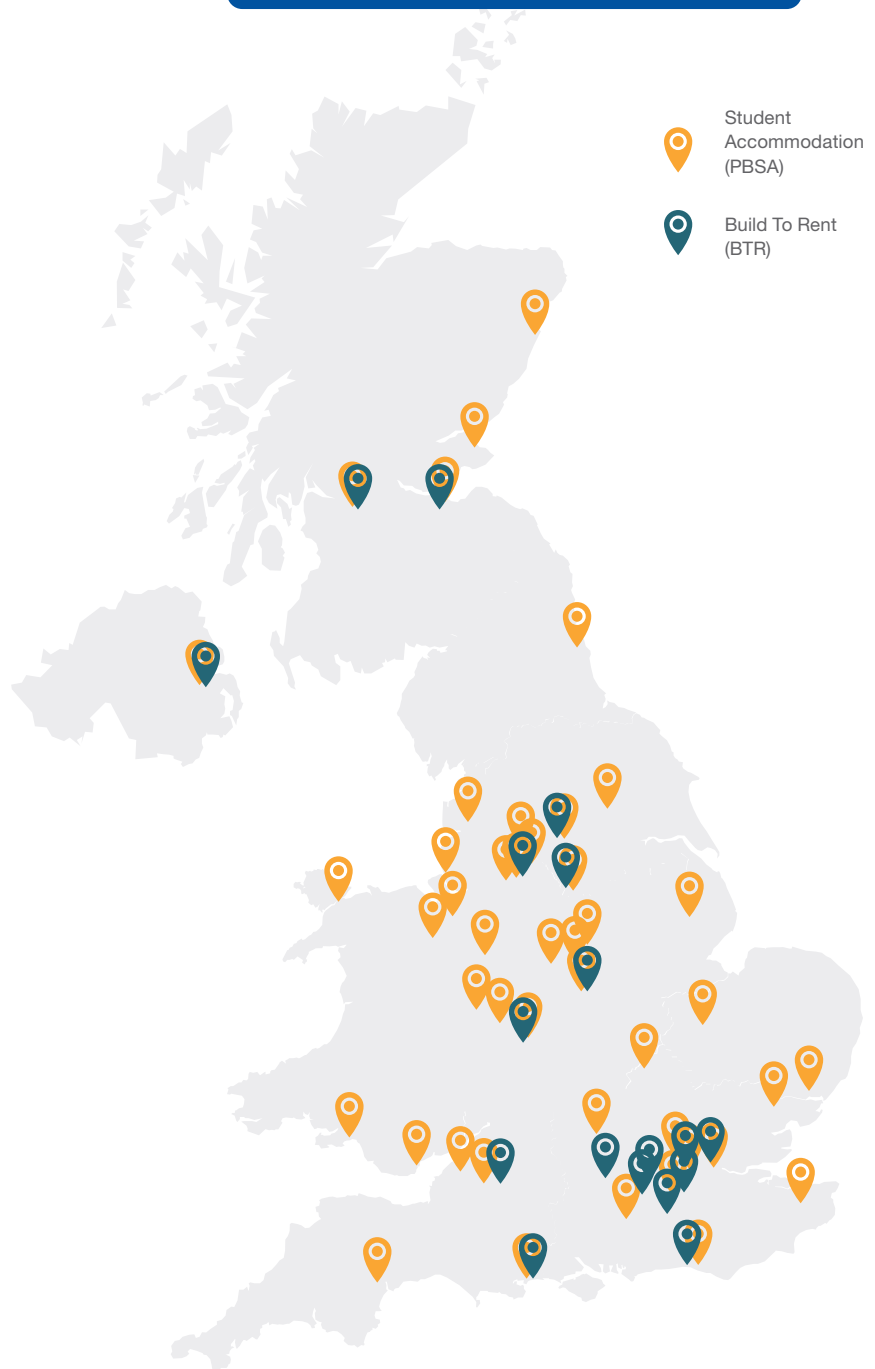 Student
Accommodation
(PBSA)
Build To Rent
(BTR)